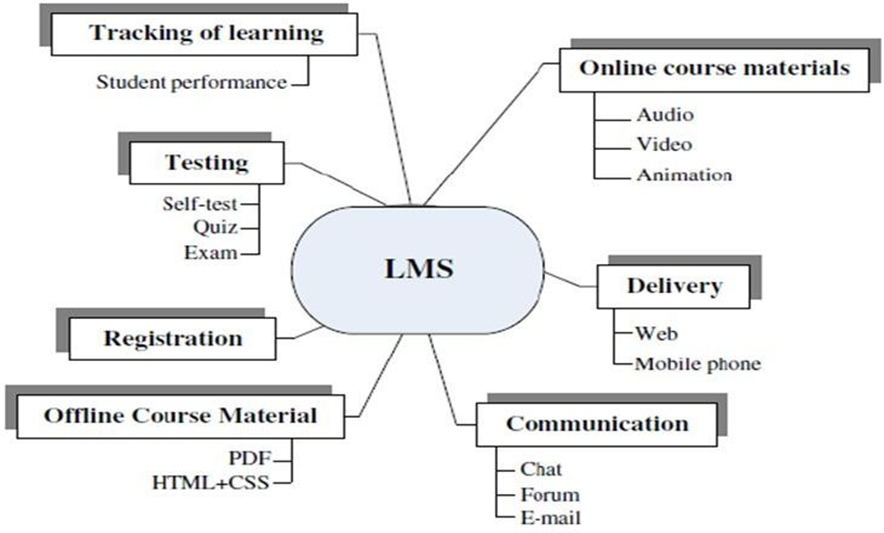 Tracking of learning
Student performance
Online course materials
Audio
Video
Animation
Testing
Self-test
Quiz
Exam
LMS
Delivery
Web
Mobile phone
Registration
Offline Course Material
PDF
HTML+CSS
Communication
Chat
Forum
E-mail